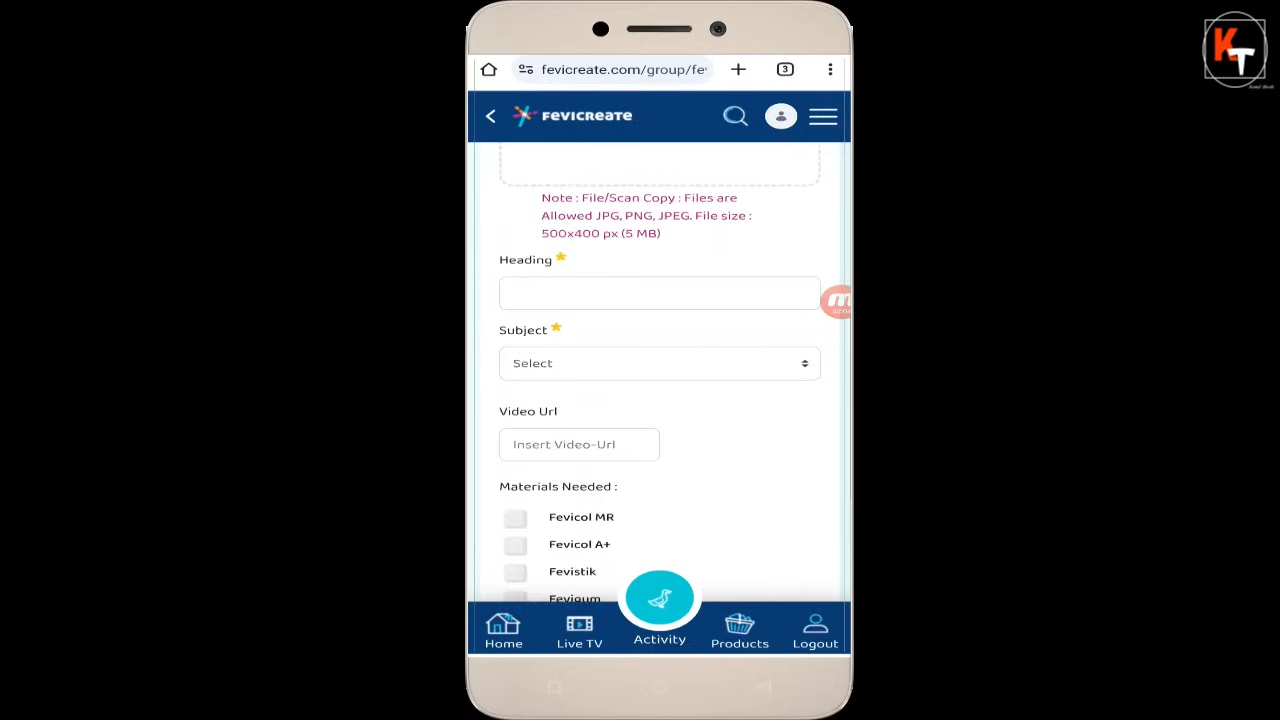 KT
3
fevicreate.com/group/fe
FEVICREATE
Note : File/Scan Copy : Files are
Allowed JPG, PNG, JPEG. File size :
500x400 px (5 MB)
Heading *
Subject *
Select
Video Url
Insert Video-Url
Materials Needed :
Fevicol MR
Fevicol A+
Fevistik
Fevigum
Home
Live TV
Activity
Products
Logout